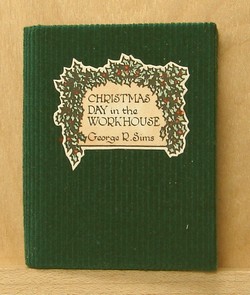 CHRISTMAS
DAY in the
WORKHOUSE
George R. Sims